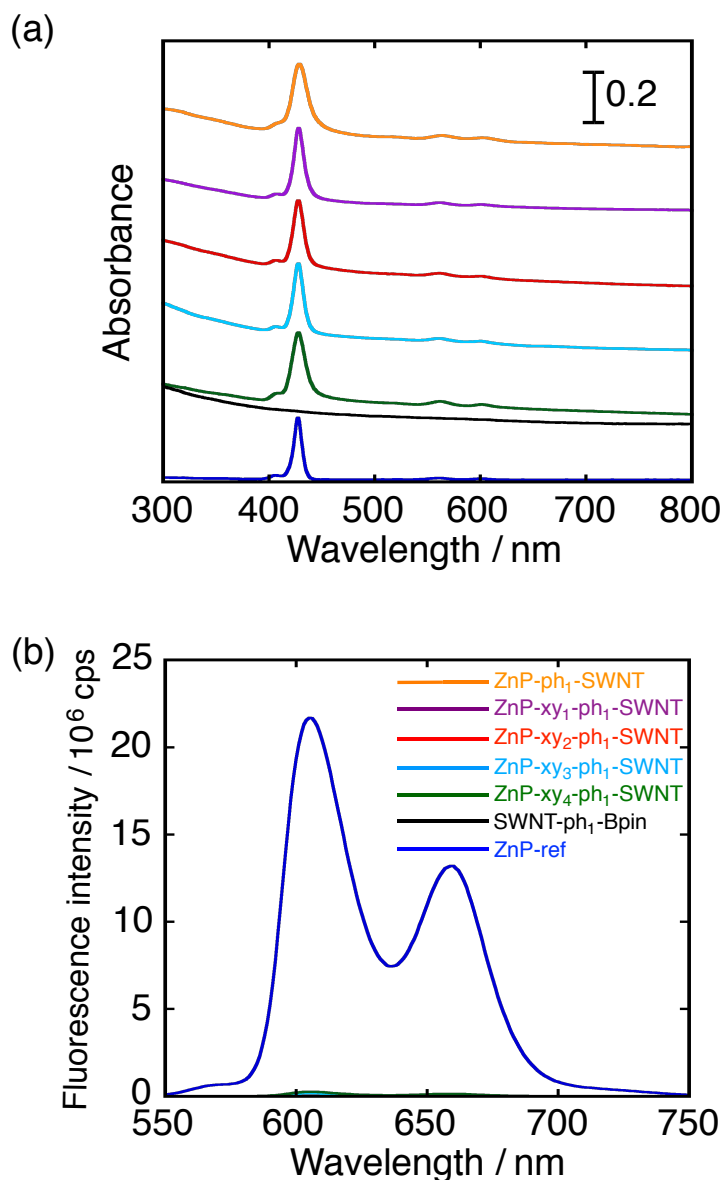 (a)
0.2
Absorbance
300 400 500 600 700 800
Wavelength / nm
(b)
Fluorescence intensity / 10⁶ cps
25
20
15
10
5
0
ZnP-ph₁-SWNT
ZnP-xy₁-ph₁-SWNT
ZnP-xy₂-ph₁-SWNT
ZnP-xy₃-ph₁-SWNT
ZnP-xy₄-ph₁-SWNT
SWNT-ph₁-Bpin
ZnP-ref
550 600 650 700 750
Wavelength / nm